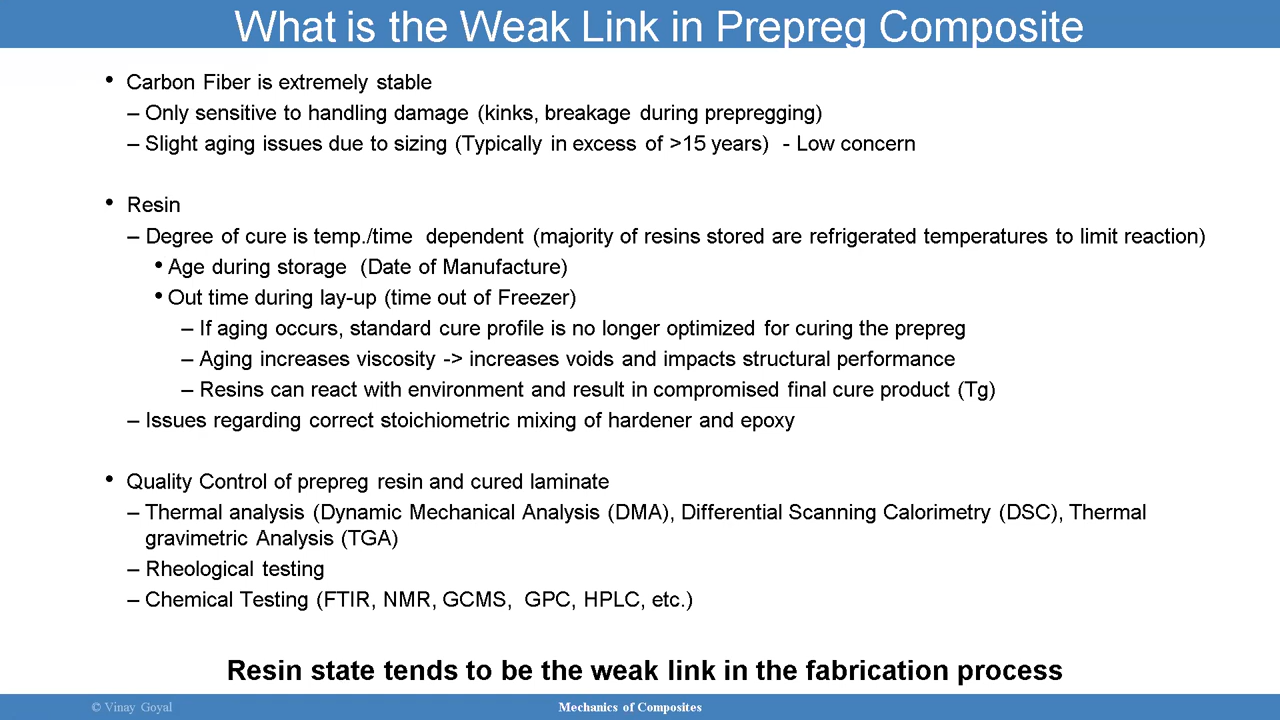 What is the Weak Link in Prepreg Composite
• Carbon Fiber is extremely stable
– Only sensitive to handling damage (kinks, breakage during prepregging)
– Slight aging issues due to sizing (Typically in excess of >15 years) - Low concern
• Resin
– Degree of cure is temp./time dependent (majority of resins stored are refrigerated temperatures to limit reaction)
• Age during storage (Date of Manufacture)
• Out time during lay-up (time out of Freezer)
– If aging occurs, standard cure profile is no longer optimized for curing the prepreg
– Aging increases viscosity -> increases voids and impacts structural performance
– Resins can react with environment and result in compromised final cure product (Tg)
– Issues regarding correct stoichiometric mixing of hardener and epoxy
• Quality Control of prepreg resin and cured laminate
– Thermal analysis (Dynamic Mechanical Analysis (DMA), Differential Scanning Calorimetry (DSC), Thermal
gravimetric Analysis (TGA)
– Rheological testing
– Chemical Testing (FTIR, NMR, GCMS, GPC, HPLC, etc.)
Resin state tends to be the weak link in the fabrication process
© Vinay Goyal
Mechanics of Composites